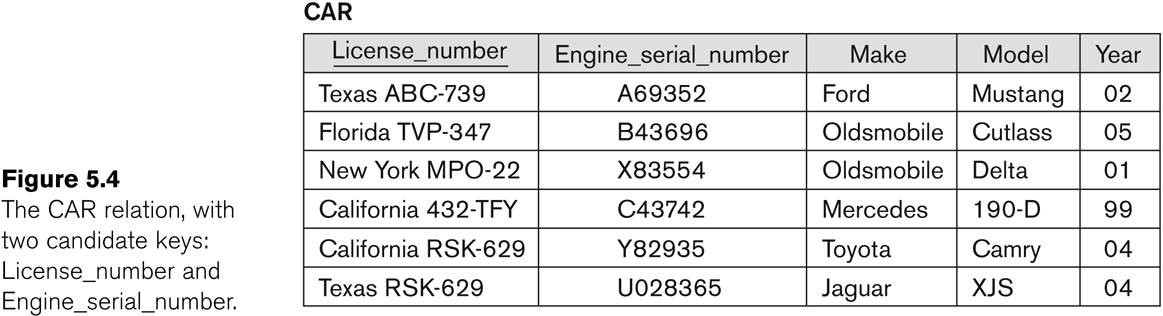 CAR
License_number Engine_serial_number Make Model Year
Texas ABC-739 A69352 Ford Mustang 02
Florida TVP-347 B43696 Oldsmobile Cutlass 05
New York MPO-22 X83554 Oldsmobile Delta 01
California 432-TFY C43742 Mercedes 190-D 99
California RSK-629 Y82935 Toyota Camry 04
Texas RSK-629 U028365 Jaguar XJS 04
Figure 5.4
The CAR relation, with
two candidate keys:
License_number and
Engine_serial_number.